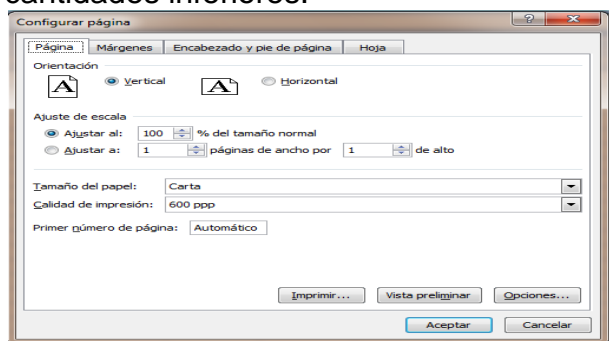 cantidades inferiores.
Configurar página
Página Márgenes Encabezado y pie de página Hoja
Orientación
A Vertical A Horizontal
Ajuste de escala
Ajustar al: 100 % del tamaño normal
Ajustar a: 1 páginas de ancho por 1 de alto
Tamaño del papel: Carta
Calidad de impresión: 600 ppp
Primer número de página: Automático
Imprimir... Vista preliminar Opciones...
Aceptar Cancelar